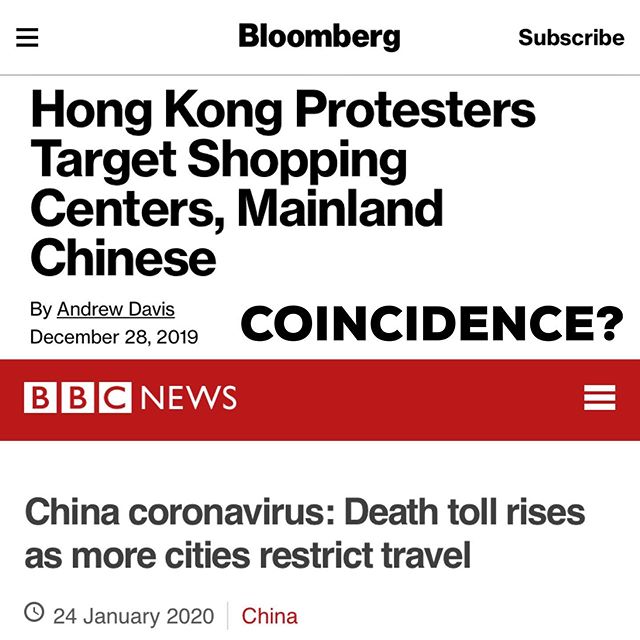 Bloomberg
Subscribe
Hong Kong Protesters
Target Shopping
Centers, Mainland
Chinese
By Andrew Davis
December 28, 2019
COINCIDENCE?
BBC NEWS
China coronavirus: Death toll rises
as more cities restrict travel
24 January 2020 China